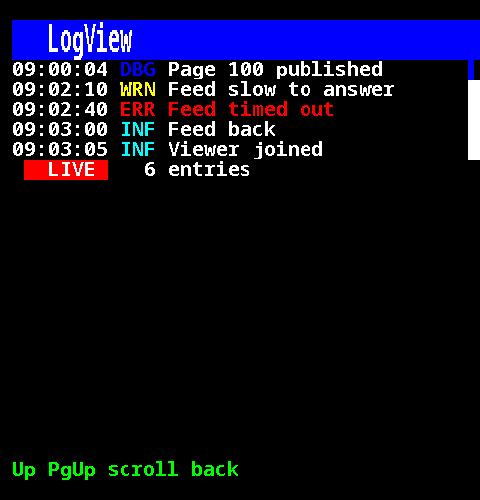 LogView
09:00:04 DBG Page 100 published
09:02:10 WRN Feed slow to answer
09:02:40 ERR Feed timed out
09:03:00 INF Feed back
09:03:05 INF Viewer joined
LIVE 6 entries
Up PgUp scroll back